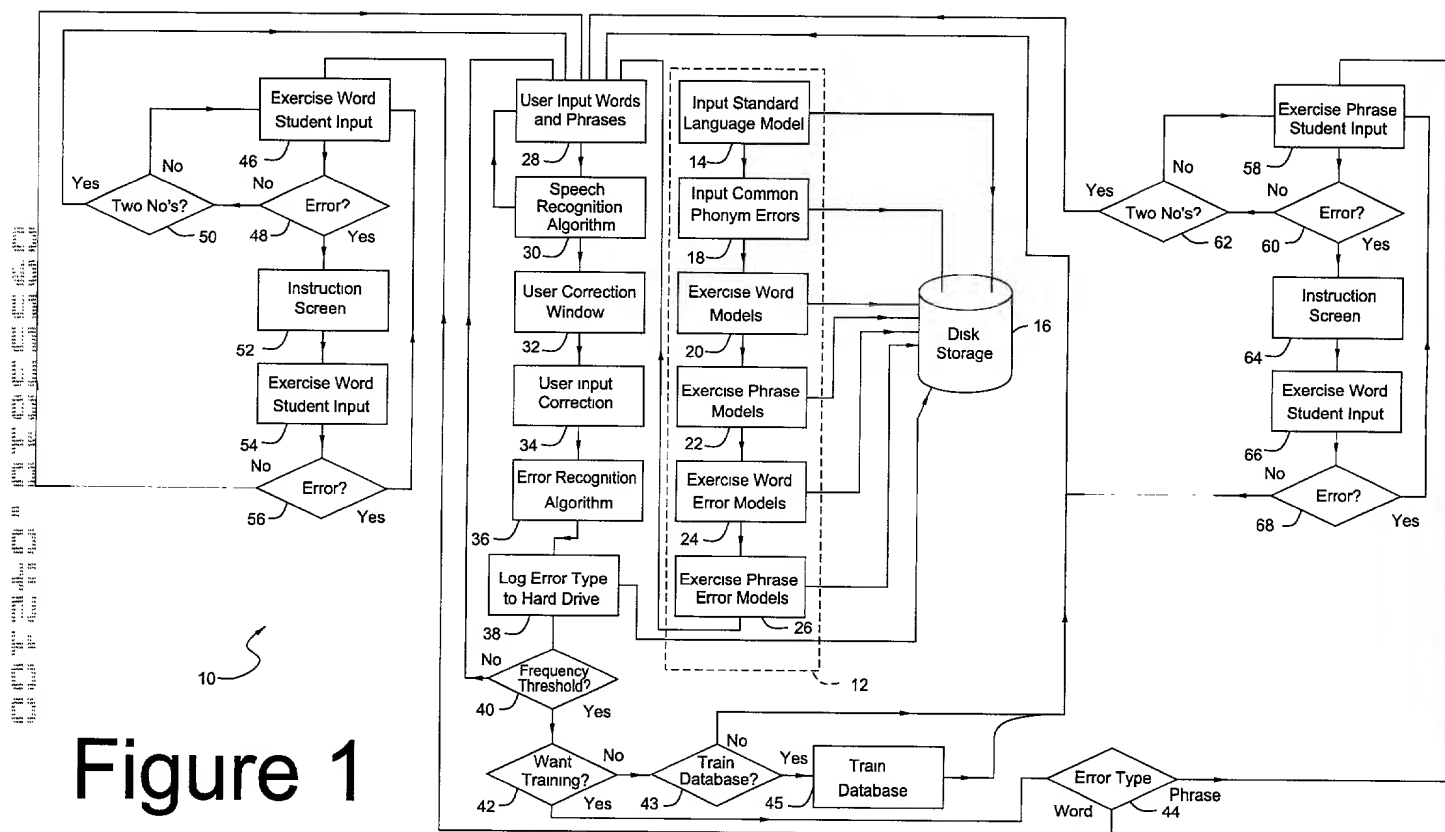 Exercise Word
Student Input
46
No
Yes
Two No's?
50
No
Error?
48
Yes
Instruction
Screen
52
Exercise Word
Student Input
54
No
Error?
56
Yes
10
User Input Words
and Phrases
28
Speech
Recognition
Algorithm
30
User Correction
Window
32
User Input
Correction
34
Error Recognition
Algorithm
36
Log Error Type
to Hard Drive
38
No
Frequency
Threshold?
40
Yes
Want
Training?
42
Yes
No
Train
Database?
43
No
Yes
Train
Database
45
Input Standard
Language Model
14
Input Common
Phonym Errors
18
Exercise Word
Models
20
Exercise Phrase
Models
22
Exercise Word
Error Models
24
Exercise Phrase
Error Models
26
12
Disk
Storage
16
Exercise Phrase
Student Input
58
No
Yes
Two No's?
62
No
Error?
60
Yes
Instruction
Screen
64
Exercise Word
Student Input
66
No
Error?
68
Yes
Error Type
44
Word
Phrase
Figure 1